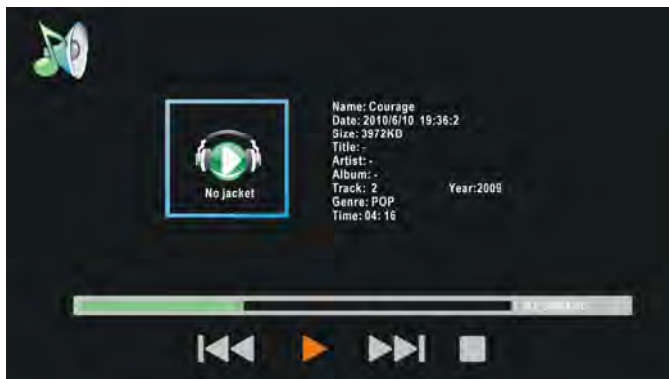 Name: Courage
Date: 2010/6/10 19:36:2
Size: 3972KB
Title: -
Artist: -
Album: -
Track: 2 Year:2009
Genre: POP
Time: 04: 16
No jacket